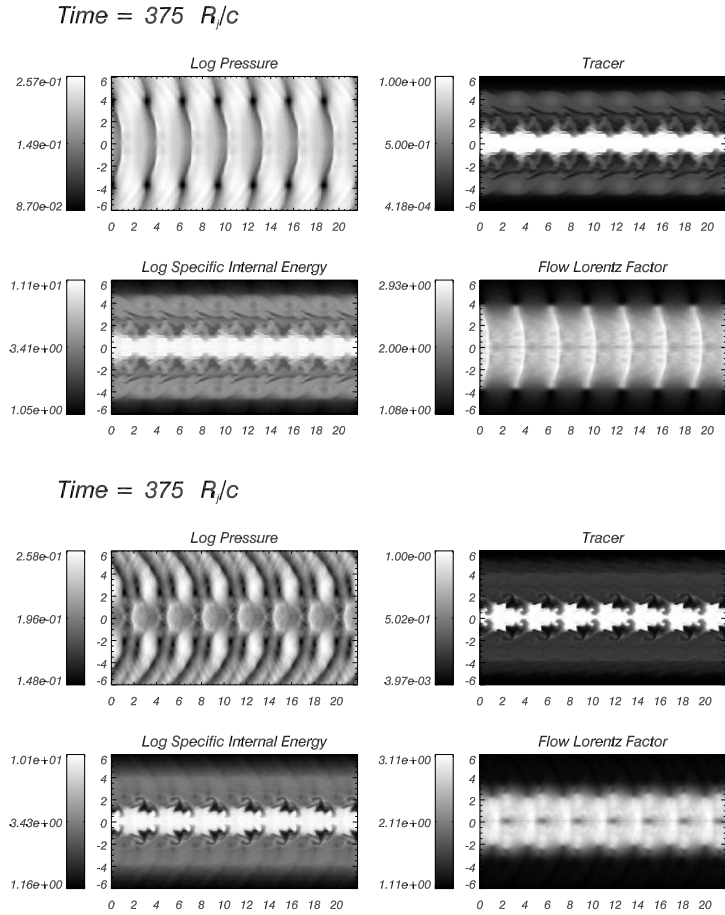 Time = 375 Rj/c
Log Pressure
Tracer
2.57e-01
1.49e-01
8.70e-02
6
4
2
0
-2
-4
-6
0 2 4 6 8 10 12 14 16 18 20
1.00e+00
5.00e-01
4.18e-04
6
4
2
0
-2
-4
-6
0 2 4 6 8 10 12 14 16 18 20
Log Specific Internal Energy
Flow Lorentz Factor
1.11e+01
3.41e+00
1.05e+00
6
4
2
0
-2
-4
-6
0 2 4 6 8 10 12 14 16 18 20
2.93e+00
2.00e+00
1.08e+00
6
4
2
0
-2
-4
-6
0 2 4 6 8 10 12 14 16 18 20
Time = 375 Rj/c
Log Pressure
Tracer
2.58e-01
1.96e-01
1.48e-01
6
4
2
0
-2
-4
-6
0 2 4 6 8 10 12 14 16 18 20
1.00e-00
5.02e-01
3.97e-03
6
4
2
0
-2
-4
-6
0 2 4 6 8 10 12 14 16 18 20
Log Specific Internal Energy
Flow Lorentz Factor
1.01e+01
3.43e+00
1.16e+00
6
4
2
0
-2
-4
-6
0 2 4 6 8 10 12 14 16 18 20
3.11e+00
2.11e+00
1.11e+00
6
4
2
0
-2
-4
-6
0 2 4 6 8 10 12 14 16 18 20